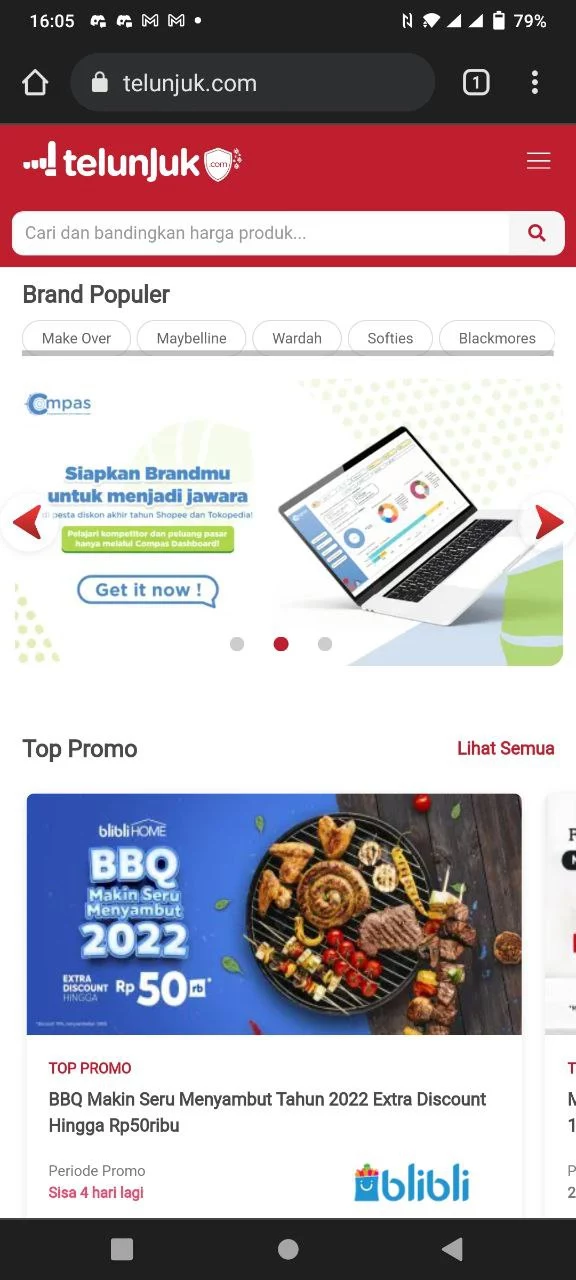 16:05
79%
telunjuk.com
1
telunjuk .com
Cari dan bandingkan harga produk...
Brand Populer
Make Over
Maybelline
Wardah
Softies
Blackmores
Compas
Siapkan Brandmu
untuk menjadi jawara
di pesta diskon akhir tahun Shopee dan Tokopedia!
Pelajari kompetitor dan peluang pasar
hanya melalui Compas Dashboard!
Get it now !
Top Promo
Lihat Semua
blibli HOME
BBQ
Makin Seru
Menyambut
2022
EXTRA
DISCOUNT
HINGGA
Rp 50 rb*
TOP PROMO
BBQ Makin Seru Menyambut Tahun 2022 Extra Discount
Hingga Rp50ribu
Periode Promo
Sisa 4 hari lagi
blibli